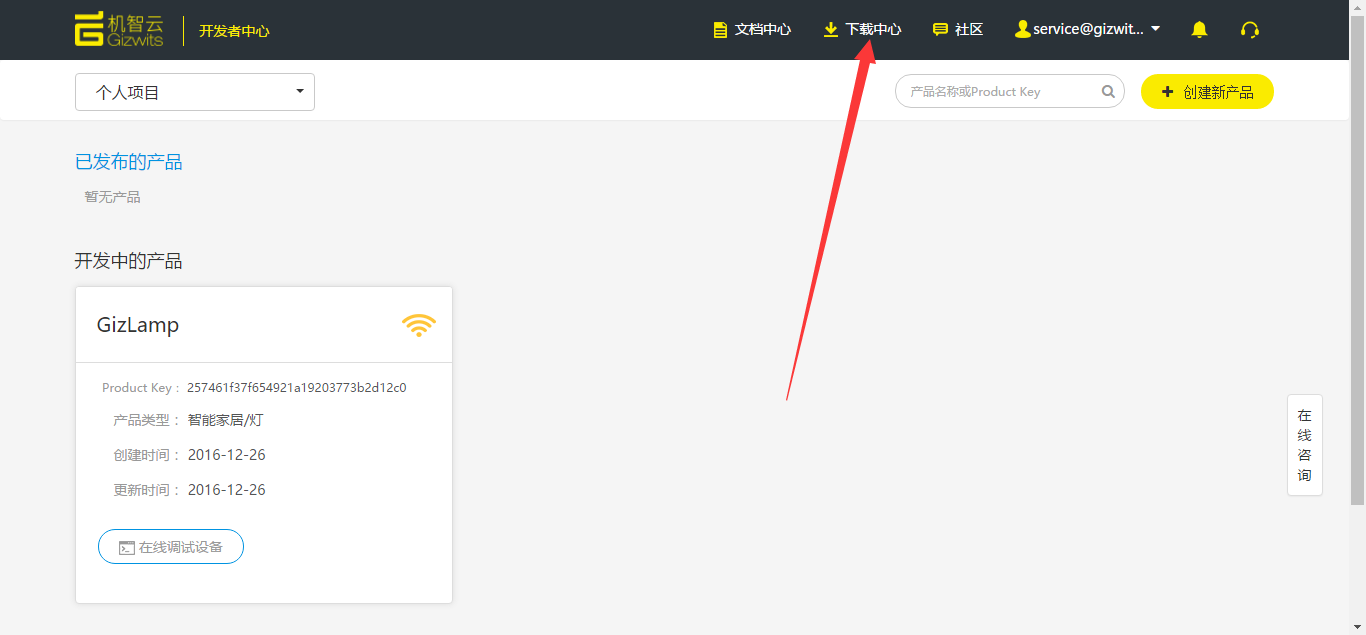 机智云 Gizwits 开发者中心 文档中心 下载中心 社区 service@gizwit...
个人项目 产品名称或Product Key + 创建新产品
已发布的产品
暂无产品
开发中的产品
GizLamp
Product Key : 257461f37f654921a19203773b2d12c0
产品类型 : 智能家居/灯
创建时间 : 2016-12-26
更新时间 : 2016-12-26
在线调试设备
在线咨询